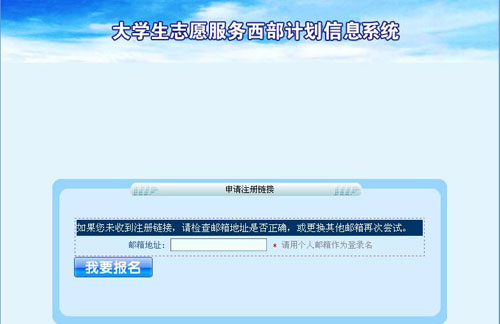 大学生志愿服务西部计划信息系统
申请注册链接
如果您未收到注册链接，请检查邮箱地址是否正确，或更换其他邮箱再次尝试。
邮箱地址： * 请用个人邮箱作为登录名
我要报名